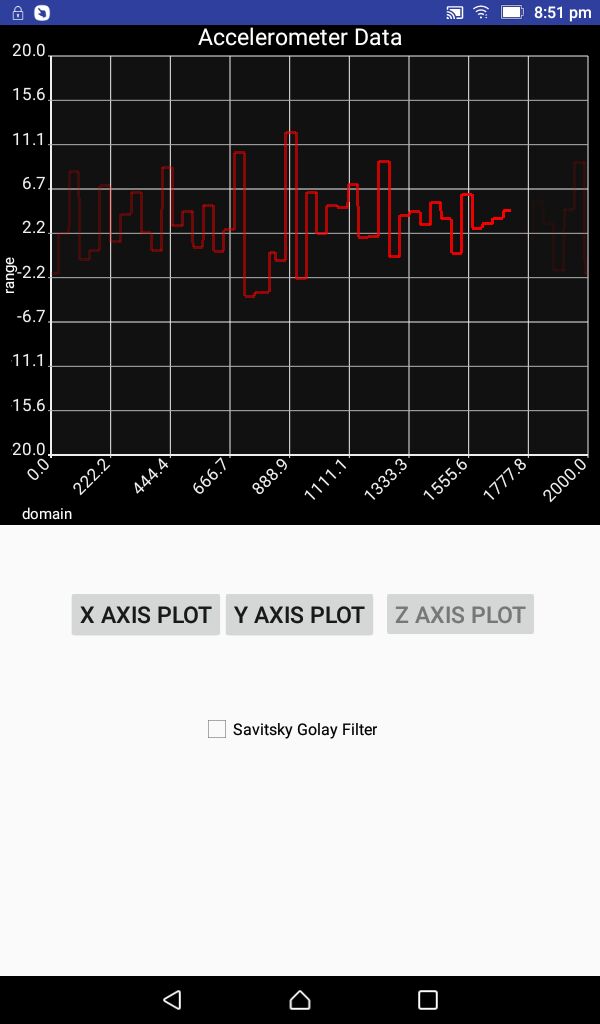 8:51 pm
Accelerometer Data
20.0
15.6
11.1
6.7
2.2
-2.2
-6.7
11.1
15.6
20.0
range
0.0
222.2
444.4
666.7
888.9
1111.1
1333.3
1555.6
1777.8
2000.0
domain
X AXIS PLOT
Y AXIS PLOT
Z AXIS PLOT
Savitsky Golay Filter